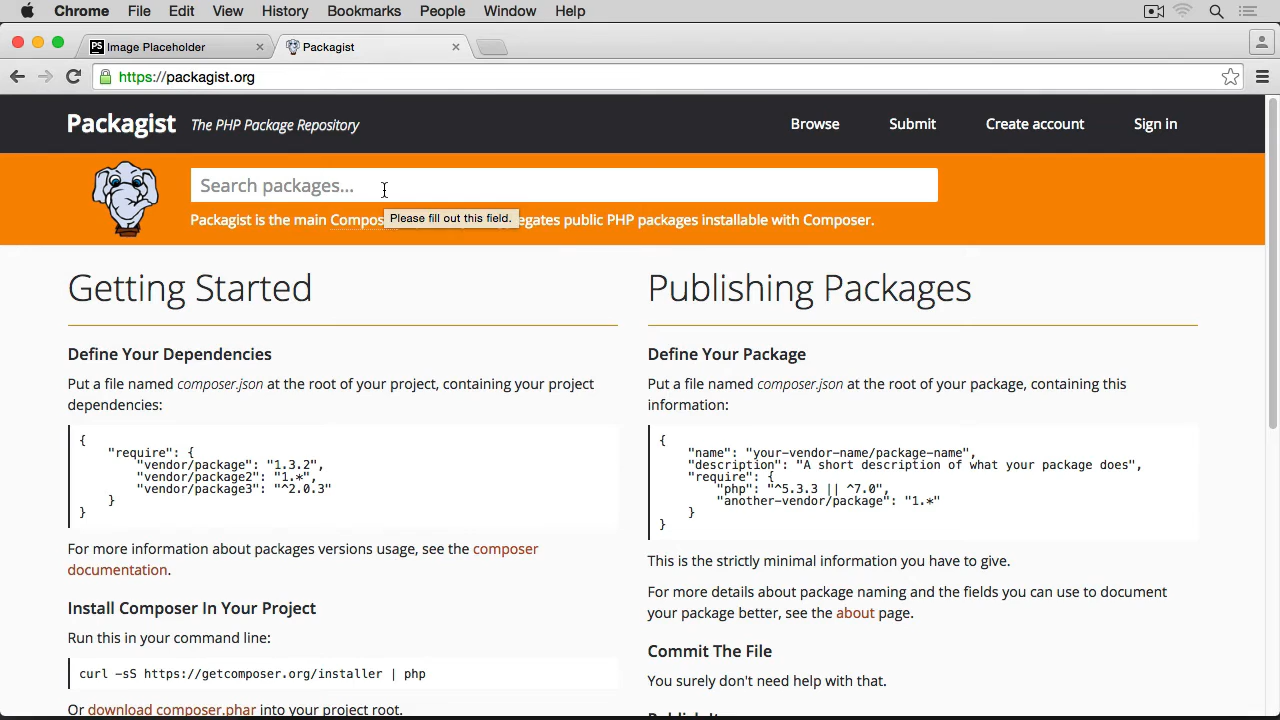 Chrome File Edit View History Bookmarks People Window Help
PS Image Placeholder
Packagist
https://packagist.org
Packagist The PHP Package Repository Browse Submit Create account Sign in
Search packages...
Please fill out this field.
Packagist is the main Compos egates public PHP packages installable with Composer.
Getting Started
Define Your Dependencies
Put a file named composer.json at the root of your project, containing your project
dependencies:
{
"require": {
"vendor/package": "1.3.2",
"vendor/package2": "1.*",
"vendor/package3": "^2.0.3"
}
}
For more information about packages versions usage, see the composer
documentation.
Install Composer In Your Project
Run this in your command line:
curl -sS https://getcomposer.org/installer | php
Or download composer.phar into your project root.
Publishing Packages
Define Your Package
Put a file named composer.json at the root of your package, containing this
information:
{
"name": "your-vendor-name/package-name",
"description": "A short description of what your package does",
"require": {
"php": "^5.3.3 || ^7.0",
"another-vendor/package": "1.*"
}
}
This is the strictly minimal information you have to give.
For more details about package naming and the fields you can use to document
your package better, see the about page.
Commit The File
You surely don't need help with that.
Publish It